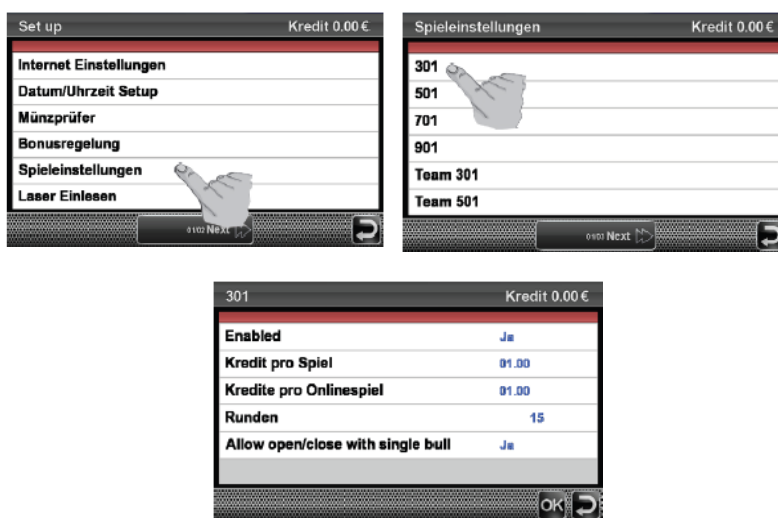 Set up Kredit 0.00 €
Internet Einstellungen
Datum/Uhrzeit Setup
Münzprüfer
Bonusregelung
Spieleinstellungen
Laser Einlesen
01/02 Next
Spieleinstellungen Kredit 0.00 €
301
501
701
901
Team 301
Team 501
Next
301 Kredit 0.00 €
Enabled Ja
Kredit pro Spiel 01.00
Kredite pro Onlinespiel 01.00
Runden 15
Allow open/close with single bull Ja
OK